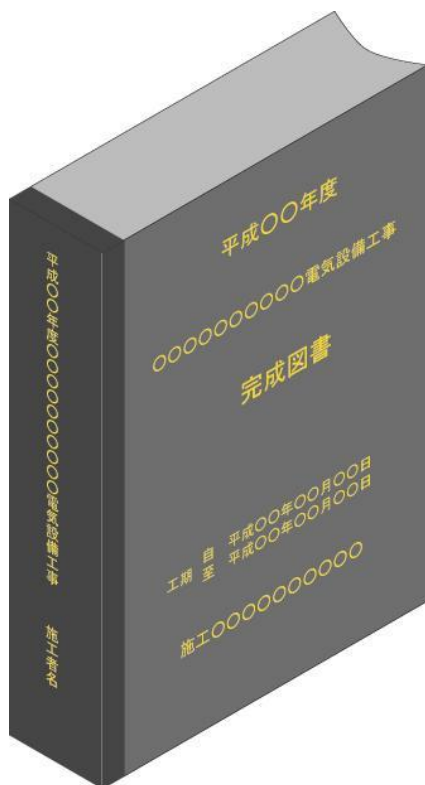 平成〇〇年度
〇〇〇〇〇〇〇〇〇〇電気設備工事
完成図書
工期 自 平成〇〇年〇〇月〇〇日
至 平成〇〇年〇〇月〇〇日
施工〇〇〇〇〇〇〇〇〇〇
平成〇〇年度〇〇〇〇〇〇〇〇〇〇電気設備工事 施工者名